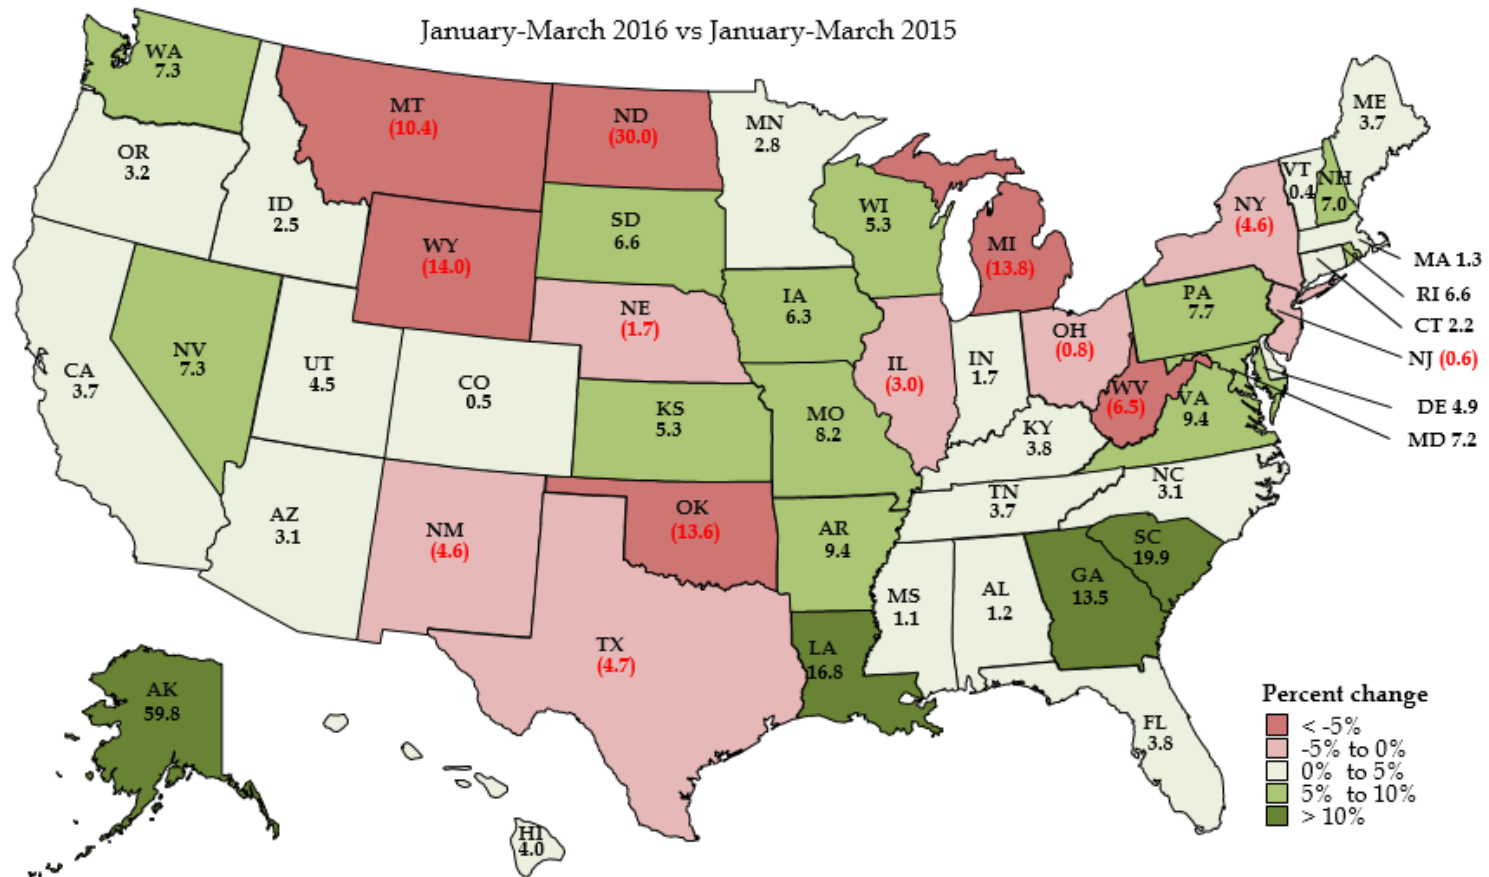 January-March 2016 vs January-March 2015
WA
7.3
MT
(10.4)
ND
(30.0)
MN
2.8
ME
3.7
OR
3.2
ID
2.5
WY
(14.0)
SD
6.6
WI
5.3
MI
(13.8)
NY
(4.6)
VT
0.4
NH
7.0
MA 1.3
RI 6.6
CT 2.2
NJ (0.6)
DE 4.9
MD 7.2
CA
3.7
NV
7.3
UT
4.5
CO
0.5
NE
(1.7)
IA
6.3
IL
(3.0)
IN
1.7
OH
(0.8)
PA
7.7
WV
(6.5)
VA
9.4
KS
5.3
MO
8.2
KY
3.8
AZ
3.1
NM
(4.6)
OK
(13.6)
AR
9.4
TN
3.7
NC
3.1
SC
19.9
GA
13.5
AL
1.2
MS
1.1
LA
16.8
TX
(4.7)
FL
3.8
AK
59.8
HI
4.0
Percent change
< -5%
-5% to 0%
0% to 5%
5% to 10%
> 10%